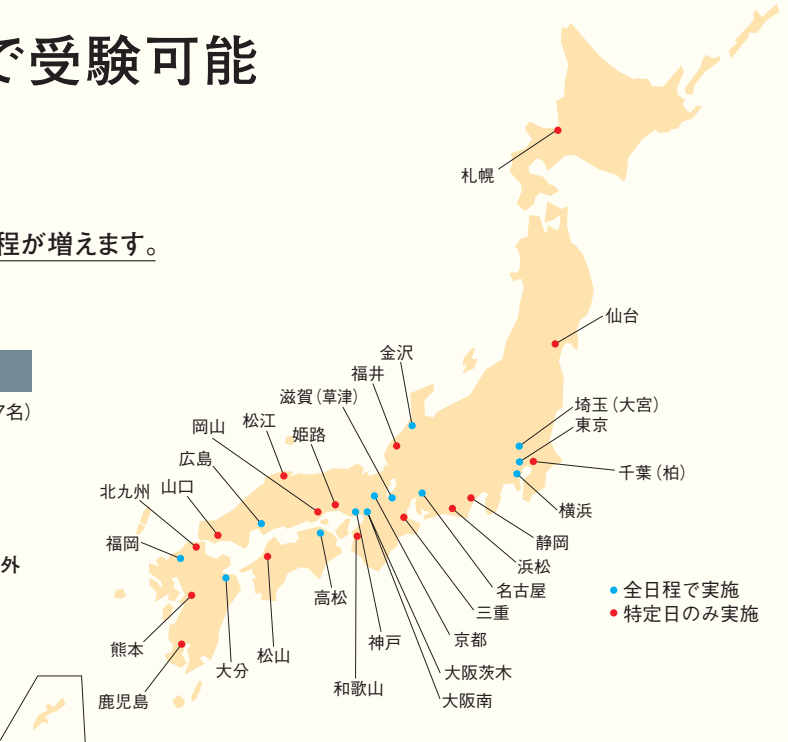 で受験可能
程が増えます。
7名）
外
札幌
仙台
金沢
福井
滋賀（草津）
埼玉（大宮）
東京
松江
岡山
姫路
千葉（柏）
広島
北九州
山口
横浜
福岡
静岡
浜松
名古屋
高松
三重
神戸
京都
熊本
松山
大分
大阪茨木
和歌山
大阪南
鹿児島
全日程で実施
特定日のみ実施